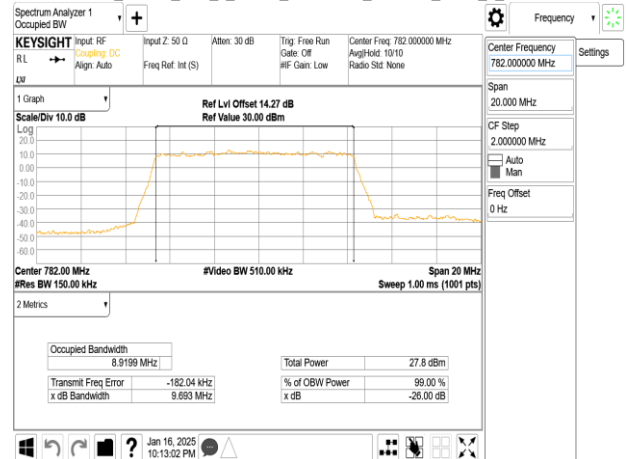 Spectrum Analyzer 1
Occupied BW
Frequency
KEYSIGHT
RL
LXI
Input: RF
Coupling: DC
Align: Auto
Input Z: 50 Ω
Freq Ref: Int (S)
Atten: 30 dB
Trig: Free Run
Gate: Off
#IF Gain: Low
Center Freq: 782.000000 MHz
Avg|Hold: 10/10
Radio Std: None
Center Frequency
782.000000 MHz
Settings
Span
20.000 MHz
CF Step
2.000000 MHz
Auto
Man
Freq Offset
0 Hz
1 Graph
Scale/Div 10.0 dB
Ref Lvl Offset 14.27 dB
Ref Value 30.00 dBm
Log
20.0
10.0
0.00
-10.0
-20.0
-30.0
-40.0
-50.0
-60.0
Center 782.00 MHz
#Res BW 150.00 kHz
#Video BW 510.00 kHz
Span 20 MHz
Sweep 1.00 ms (1001 pts)
2 Metrics
Occupied Bandwidth
8.9199 MHz
Total Power 27.8 dBm
Transmit Freq Error -182.04 kHz
% of OBW Power 99.00 %
x dB Bandwidth 9.693 MHz
x dB -26.00 dB
?
Jan 16, 2025
10:13:02 PM